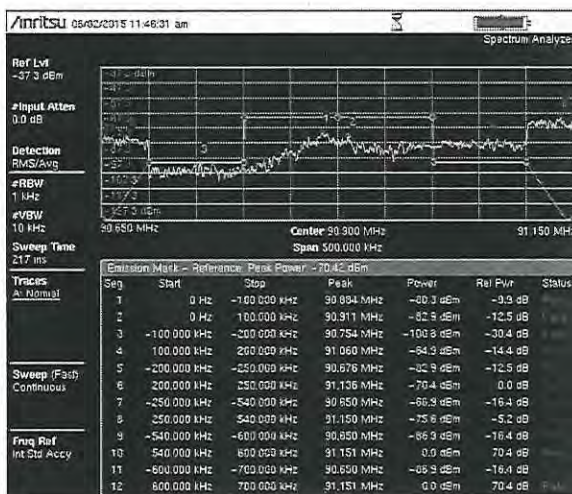 Anritsu 06/02/2015 11:46:31 am
Spectrum Analyzer
Ref Lvl
-37.3 dBm
#Input Atten
0.0 dB
Detection
RMS/Avg
#RBW
1 kHz
#VBW
10 kHz
Sweep Time
217 ms
Traces
A: Normal
Sweep (Fast)
Continuous
Freq Ref
Int Std Accy
1
2
3
90.650 MHz Center 90.900 MHz 91.150 MHz
Span 500.000 kHz
Emission Mask - Reference: Peak Power -70.42 dBm
Seg Start Stop Peak Power Rel Pwr Status
1 0 Hz -100.000 kHz 90.884 MHz -80.3 dBm -9.9 dB
2 0 Hz 100.000 kHz 90.911 MHz -82.9 dBm -12.5 dB
3 -100.000 kHz -200.000 kHz 90.754 MHz -100.8 dBm -30.4 dB
4 100.000 kHz 200.000 kHz 91.060 MHz -84.9 dBm -14.4 dB
5 -200.000 kHz -250.000 kHz 90.676 MHz -82.9 dBm -12.5 dB
6 200.000 kHz 250.000 kHz 91.136 MHz -70.4 dBm 0.0 dB
7 -250.000 kHz -540.000 kHz 90.650 MHz -86.9 dBm -16.4 dB
8 250.000 kHz 540.000 kHz 91.150 MHz -75.6 dBm -5.2 dB
9 -540.000 kHz -600.000 kHz 90.650 MHz -86.9 dBm -16.4 dB
10 540.000 kHz 600.000 kHz 91.151 MHz 0.0 dBm 70.4 dB
11 -600.000 kHz -700.000 kHz 90.650 MHz -86.9 dBm -16.4 dB
12 600.000 kHz 700.000 kHz 91.151 MHz 0.0 dBm 70.4 dB